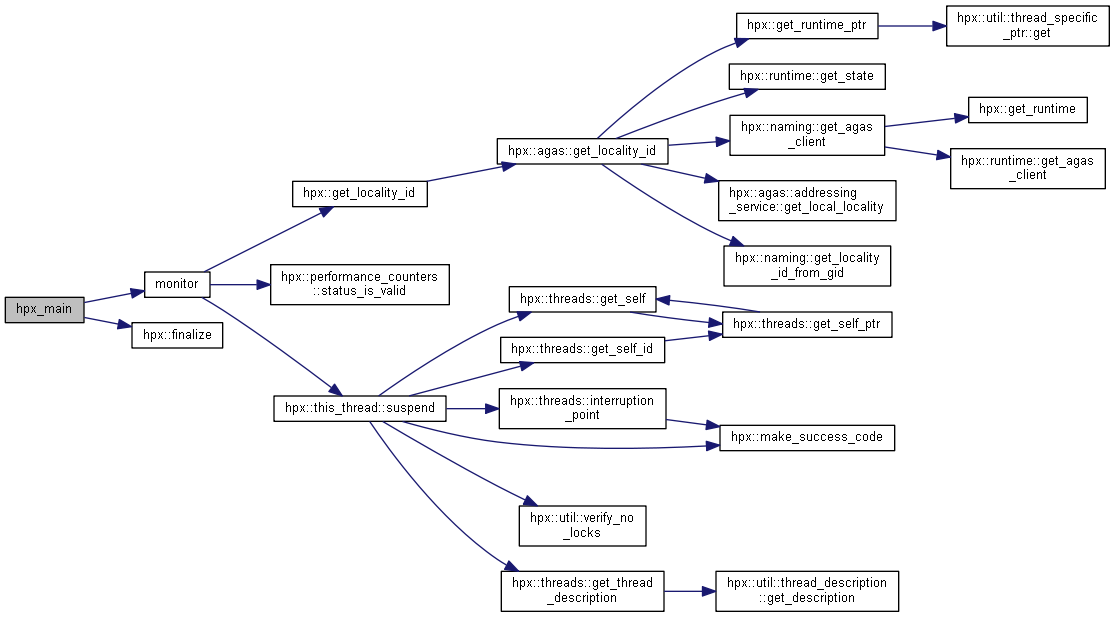 hpx::get_runtime_ptr
hpx::util::thread_specific
_ptr::get
hpx::runtime::get_state
hpx::get_runtime
hpx::naming::get_agas
_client
hpx::agas::get_locality_id
hpx::runtime::get_agas
_client
hpx::get_locality_id
hpx::agas::addressing
_service::get_local_locality
hpx::naming::get_locality
_id_from_gid
monitor
hpx::performance_counters
::status_is_valid
hpx_main
hpx::threads::get_self
hpx::threads::get_self_ptr
hpx::finalize
hpx::threads::get_self_id
hpx::this_thread::suspend
hpx::threads::interruption
_point
hpx::make_success_code
hpx::util::verify_no
_locks
hpx::threads::get_thread
_description
hpx::util::thread_description
::get_description